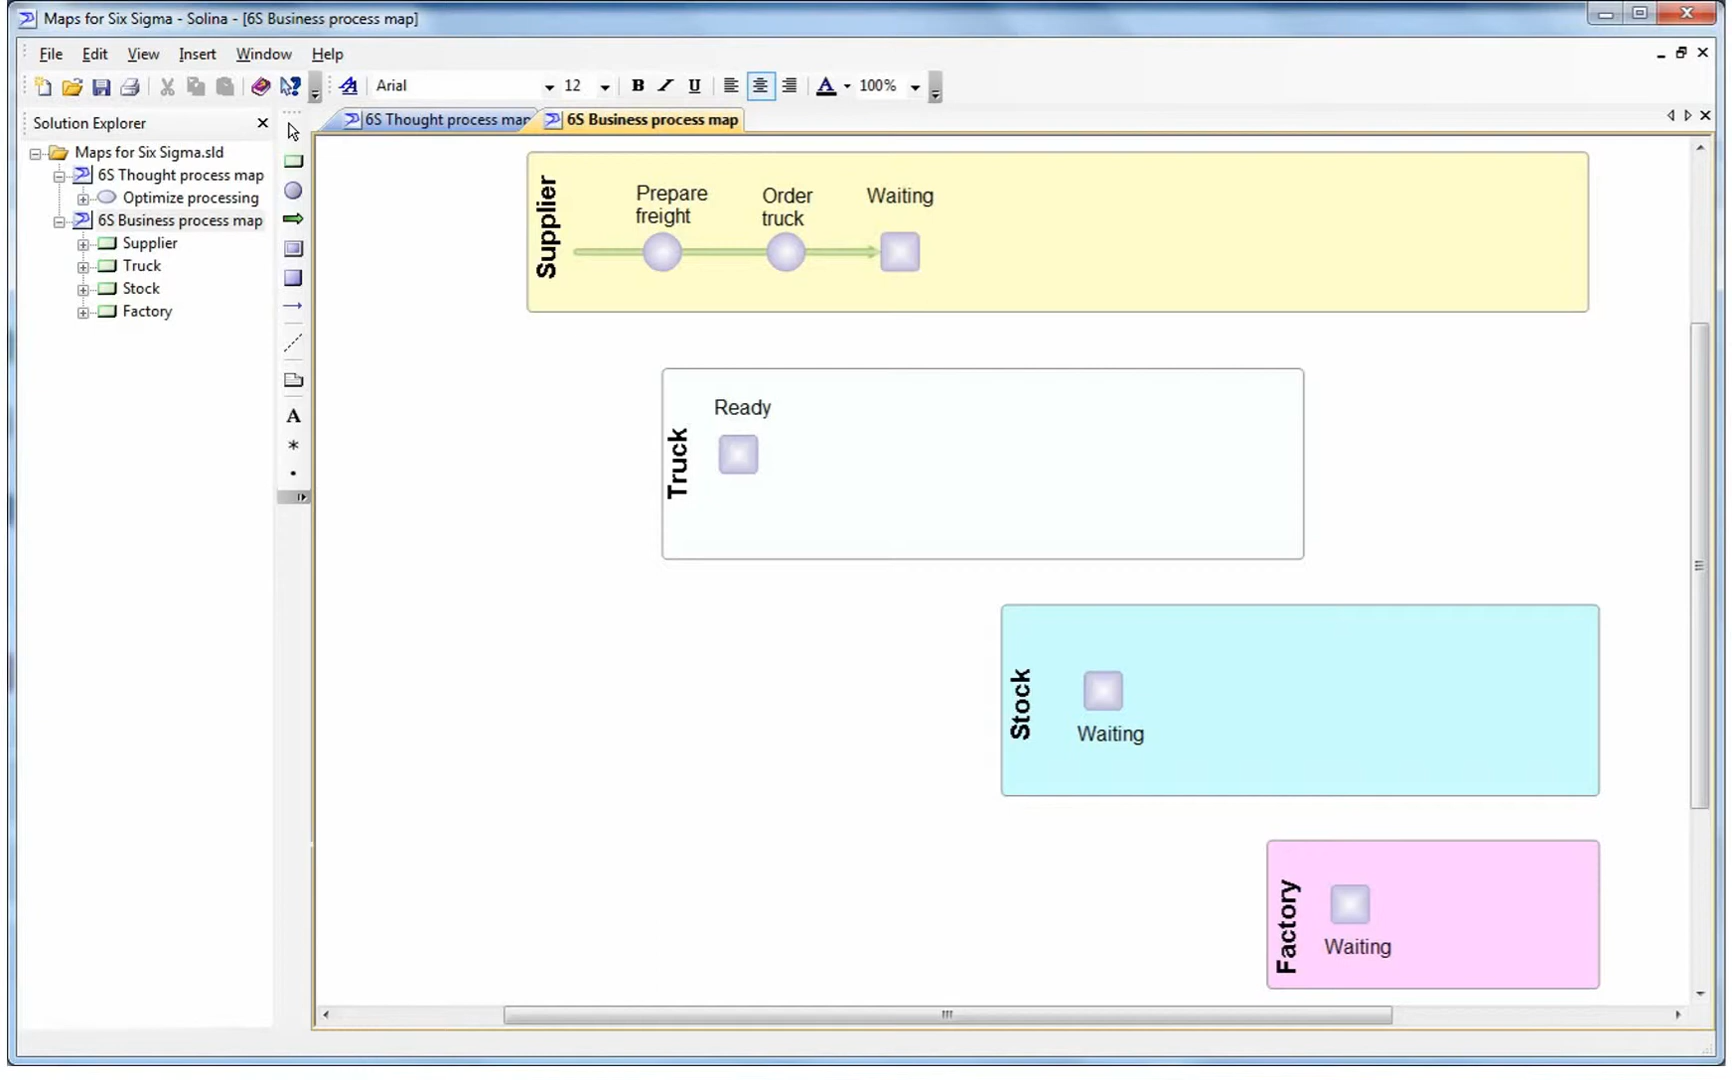 Maps for Six Sigma - Solina - [6S Business process map]
File Edit View Insert Window Help
Arial 12 B I U A 100%
Solution Explorer
6S Thought process map
6S Business process map
Maps for Six Sigma.sld
6S Thought process map
Optimize processing
6S Business process map
Supplier
Truck
Stock
Factory
A
Supplier
Prepare
freight
Order
truck
Waiting
Truck
Ready
Stock
Waiting
Factory
Waiting